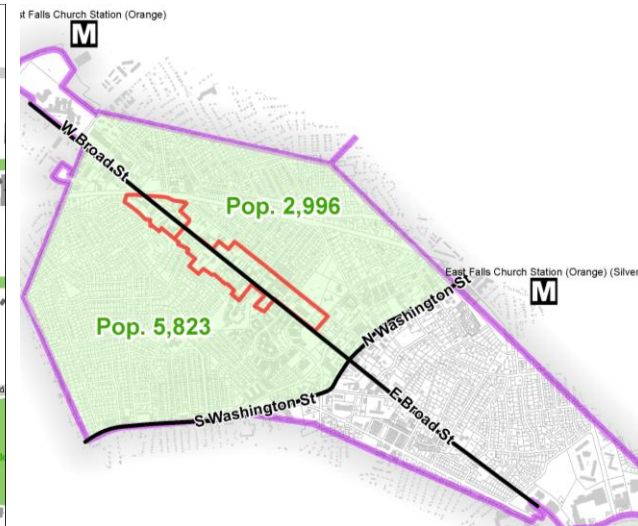 st Falls Church Station (Orange)
M
W Broad St
Pop. 2,996
East Falls Church Station (Orange) (Silver
M
N Washington St
Pop. 5,823
S Washington St
E Broad St